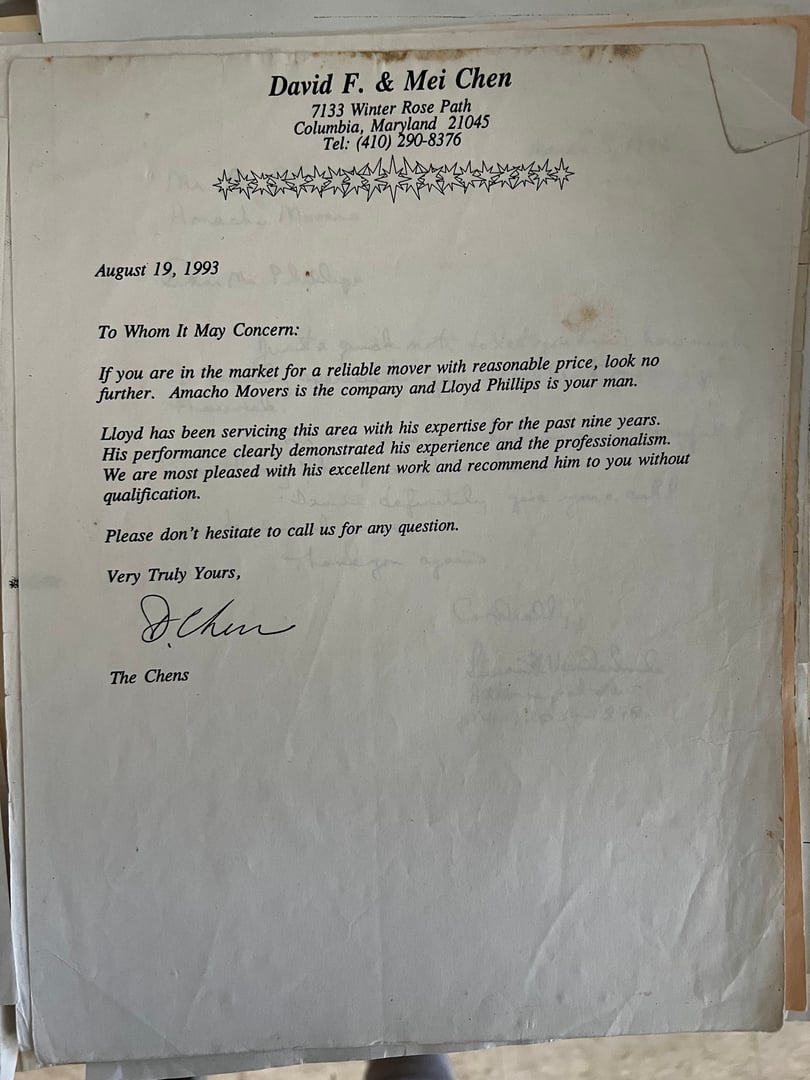 David F. & Mei Chen
7133 Winter Rose Path
Columbia, Maryland 21045
Tel: (410) 290-8376
August 19, 1993
To Whom It May Concern:
If you are in the market for a reliable mover with reasonable price, look no
further. Amacho Movers is the company and Lloyd Phillips is your man.
Lloyd has been servicing this area with his expertise for the past nine years.
His performance clearly demonstrated his experience and the professionalism.
We are most pleased with his excellent work and recommend him to you without
qualification.
Please don't hesitate to call us for any question.
Very Truly Yours,
D. Chen
The Chens